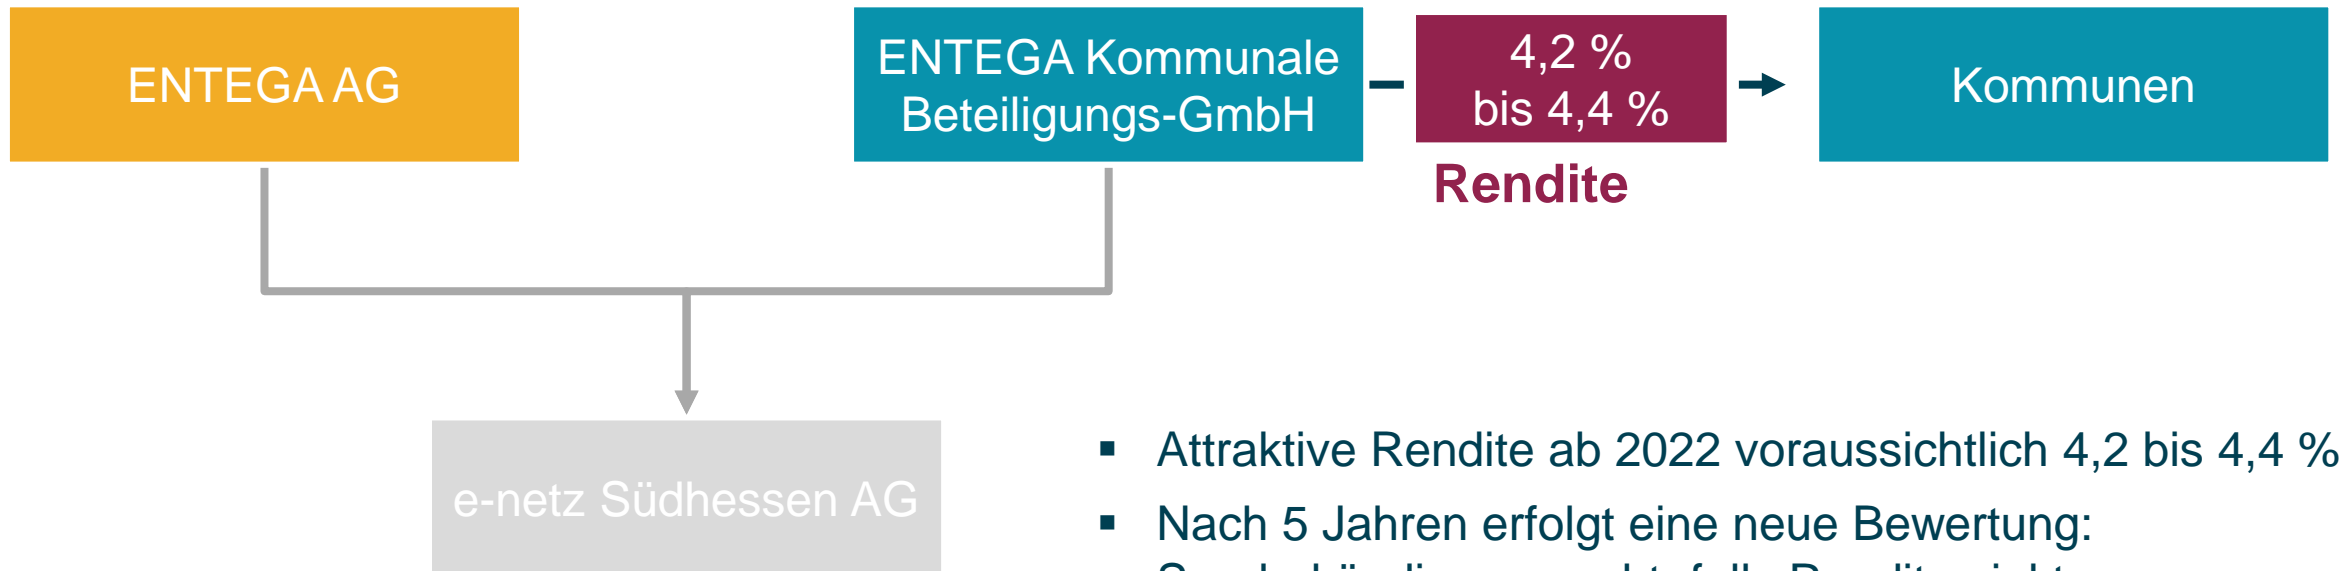 ENTEGA AG
ENTEGA Kommunale
Beteiligungs-GmbH
4,2 %
bis 4,4 %
Kommunen
Rendite
e-netz Südhessen AG
▪ Attraktive Rendite ab 2022 voraussichtlich 4,2 bis 4,4 %
▪ Nach 5 Jahren erfolgt eine neue Bewertung: